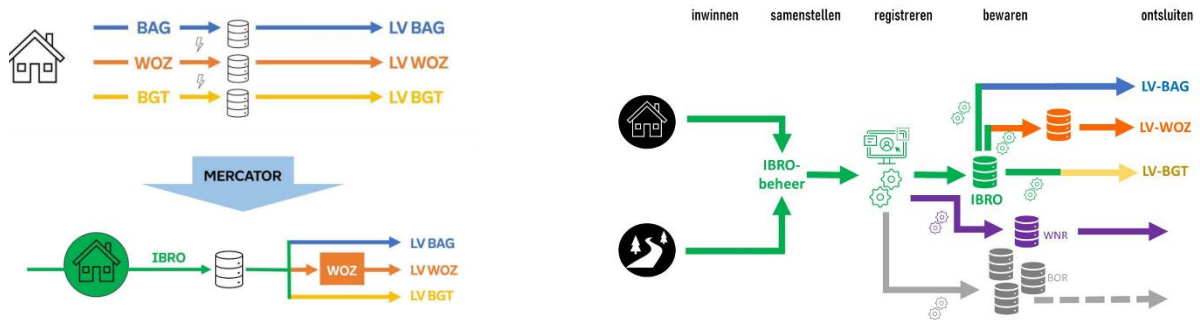 BAG LV BAG
WOZ LV WOZ
BGT LV BGT
MERCATOR
IBRO
LV BAG
WOZ LV WOZ
LV BGT
inwinnen samenstellen registreren bewaren ontsluiten
LV-BAG
LV-WOZ
IBRO-
beheer
LV-BGT
IBRO
WNR
BOR